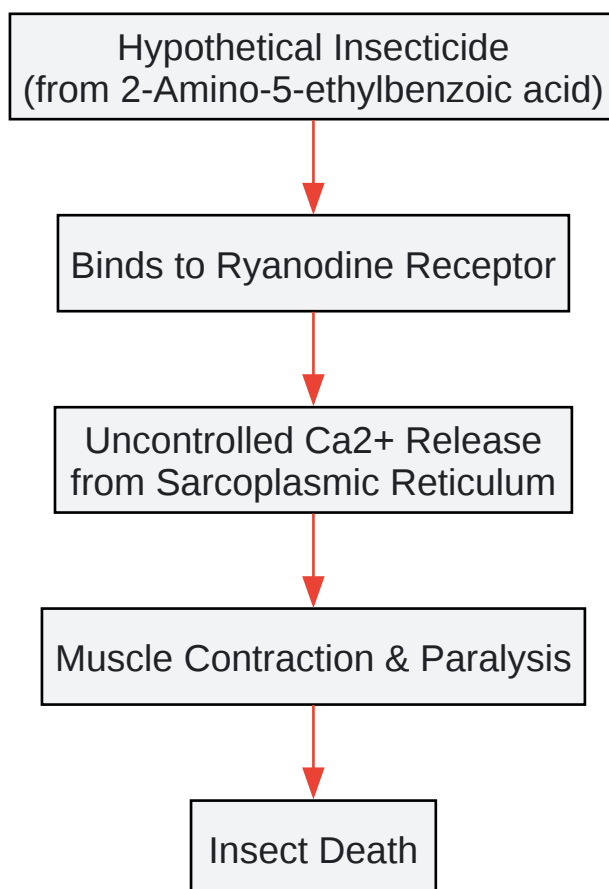 Hypothetical Insecticide
(from 2-Amino-5-ethylbenzoic acid)
Binds to Ryanodine Receptor
Uncontrolled Ca2+ Release
from Sarcoplasmic Reticulum
Muscle Contraction & Paralysis
Insect Death